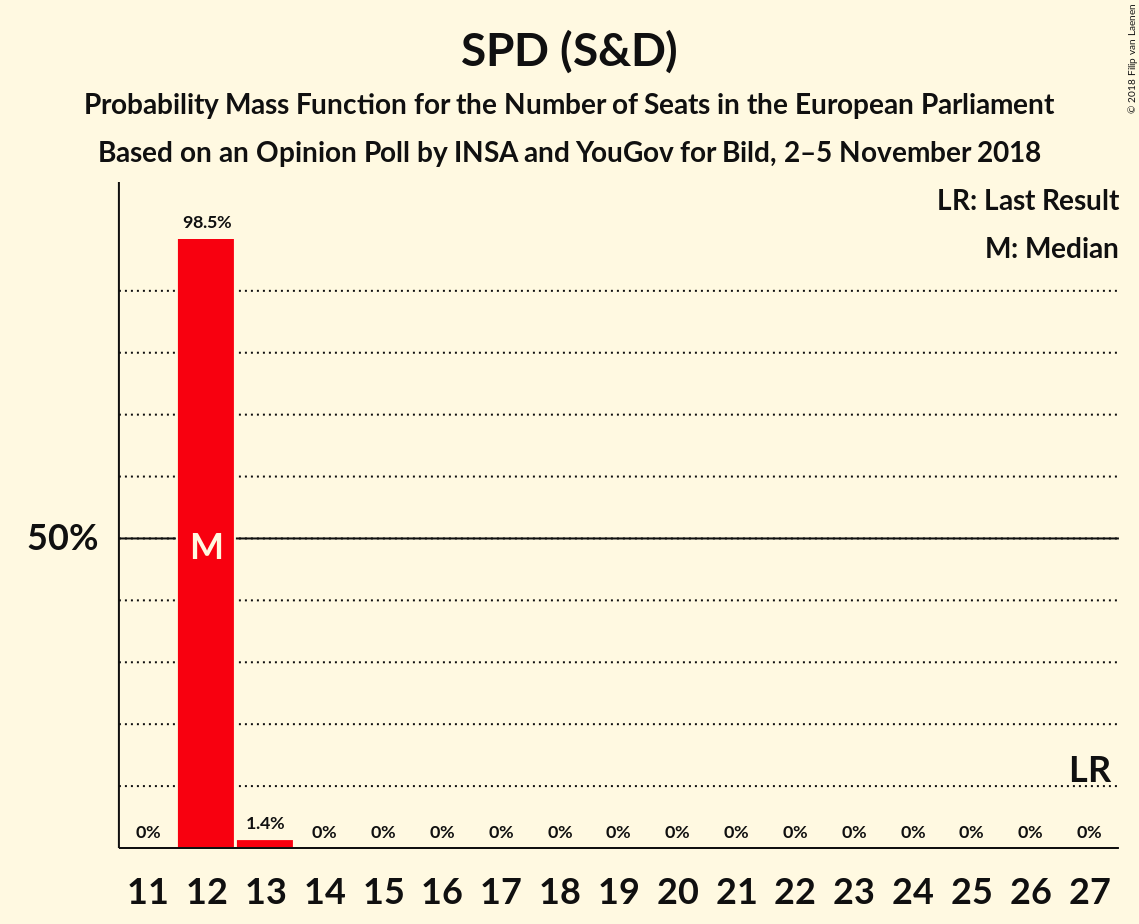 SPD (S&D)
Probability Mass Function for the Number of Seats in the European Parliament
Based on an Opinion Poll by INSA and YouGov for Bild, 2–5 November 2018
© 2018 Filip van Laenen
LR: Last Result
M: Median
98.5%
50%
M
LR
0% 1.4% 0% 0% 0% 0% 0% 0% 0% 0% 0% 0% 0% 0% 0% 0%
11 12 13 14 15 16 17 18 19 20 21 22 23 24 25 26 27